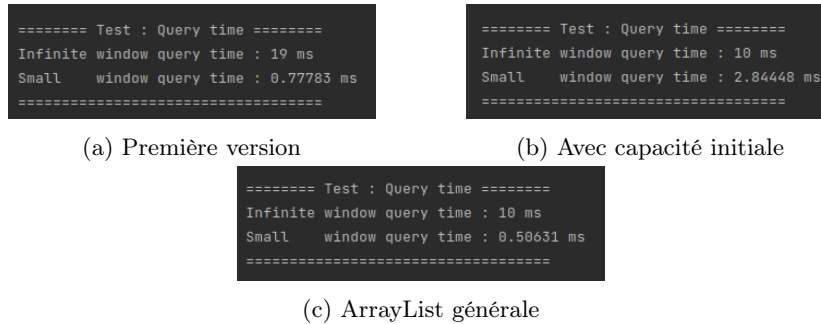 ======== Test : Query time ========
Infinite window query time : 19 ms
Small    window query time : 0.77783 ms
===================================
(a) Première version
======== Test : Query time ========
Infinite window query time : 10 ms
Small    window query time : 2.84448 ms
===================================
(b) Avec capacité initiale
======== Test : Query time ========
Infinite window query time : 10 ms
Small    window query time : 0.50631 ms
===================================
(c) ArrayList générale